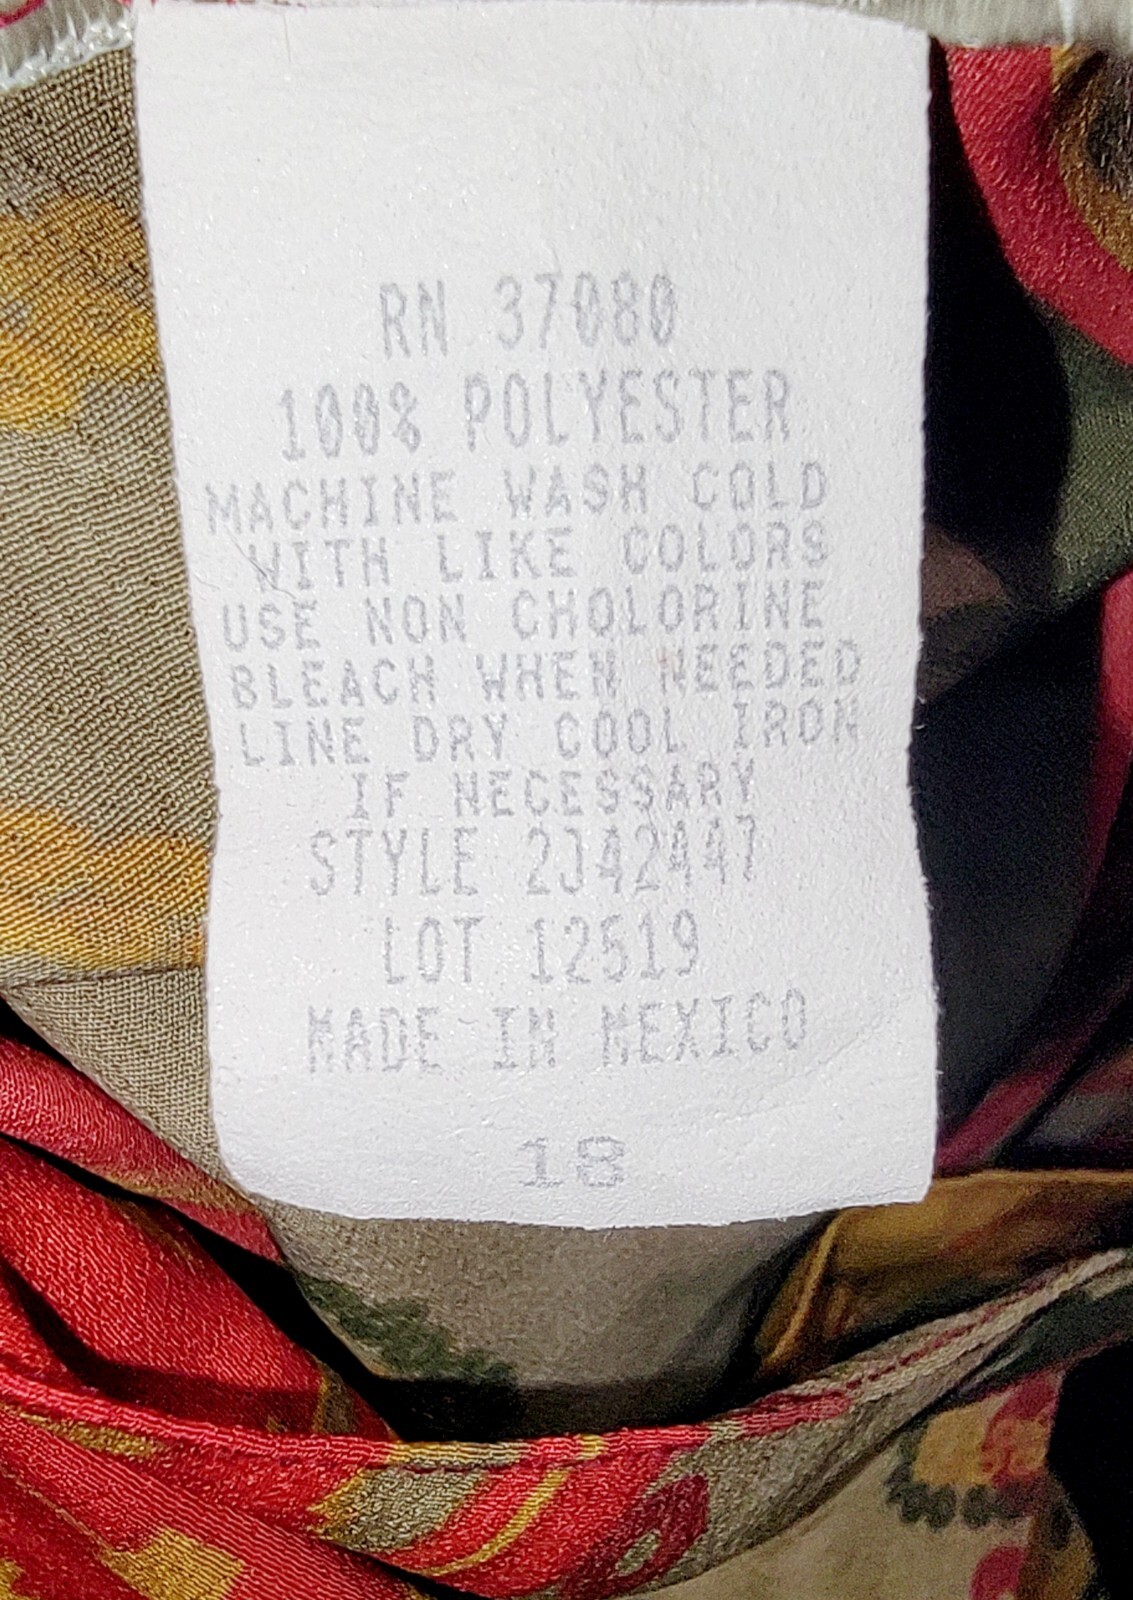 RN 37080
100% POLYESTER
MACHINE WASH COLD
WITH LIKE COLORS
USE NON CHOLORINE
BLEACH WHEN NEEDED
LINE DRY COOL IRON
IF NECESSARY
STYLE 2J42447
LOT 12519
MADE IN MEXICO
18